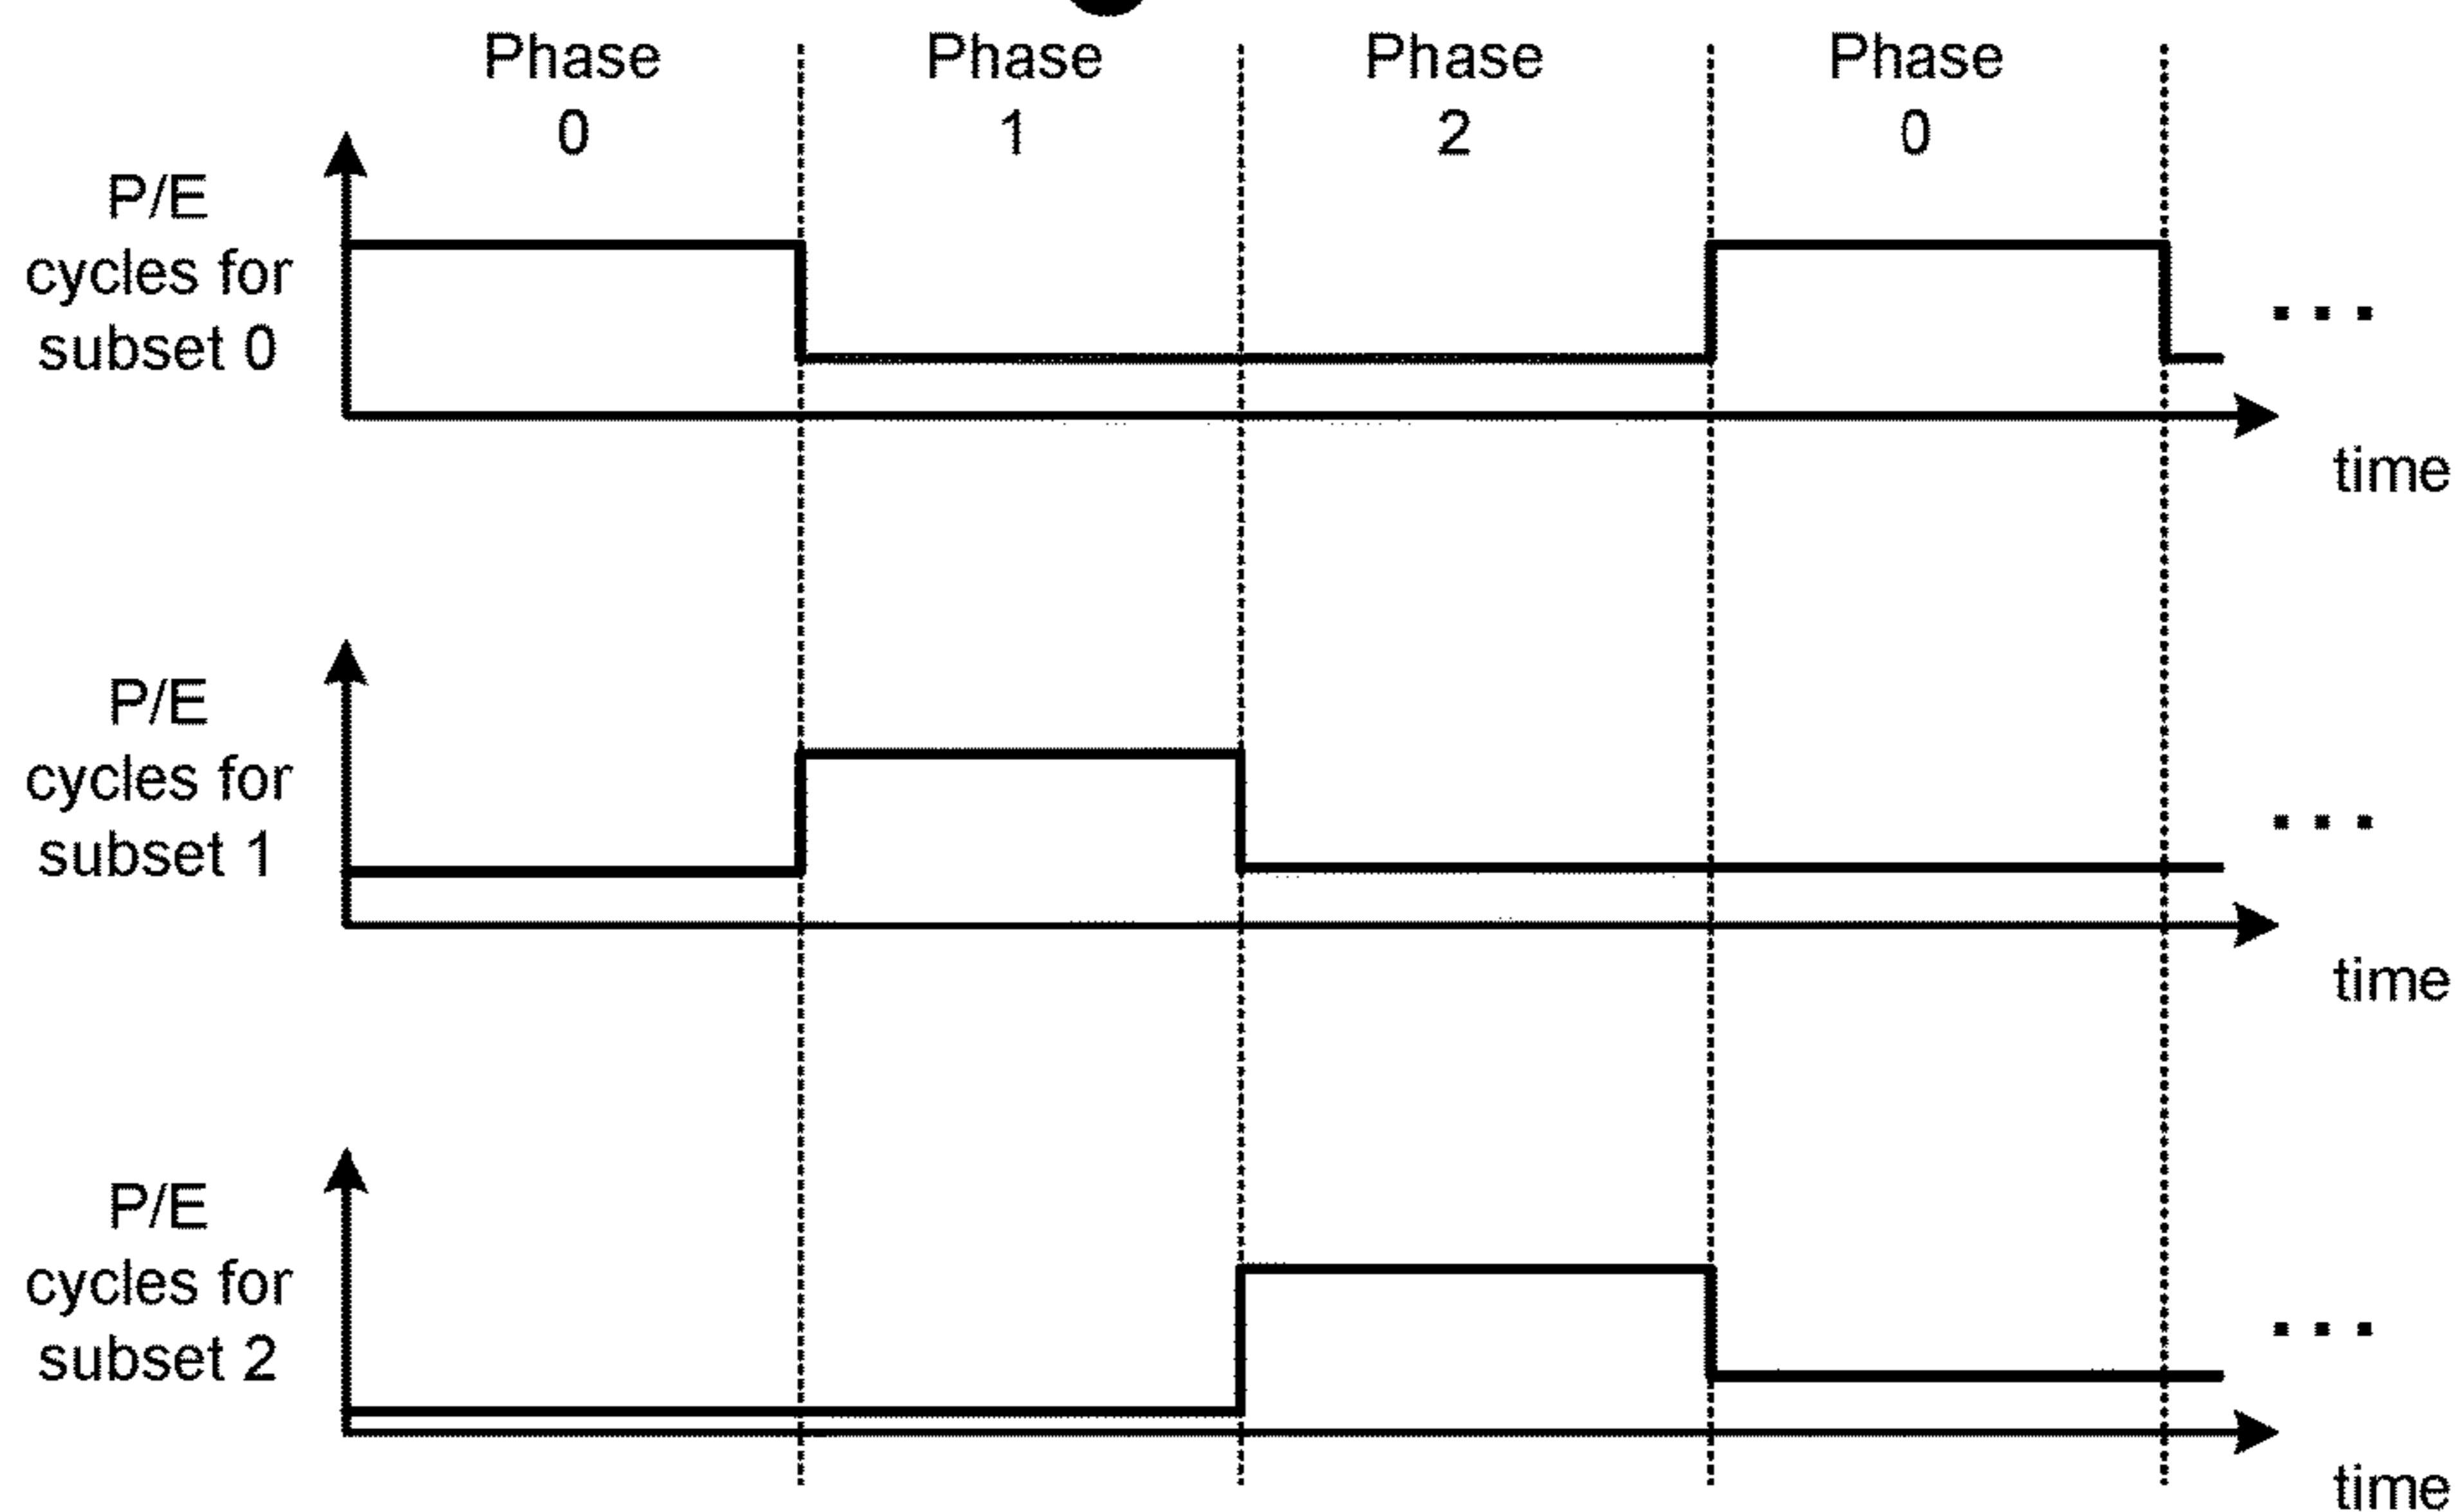 Phase
0
Phase
1
Phase
2
Phase
0
P/E
cycles for
subset 0
...
time
P/E
cycles for
subset 1
...
time
P/E
cycles for
subset 2
...
time